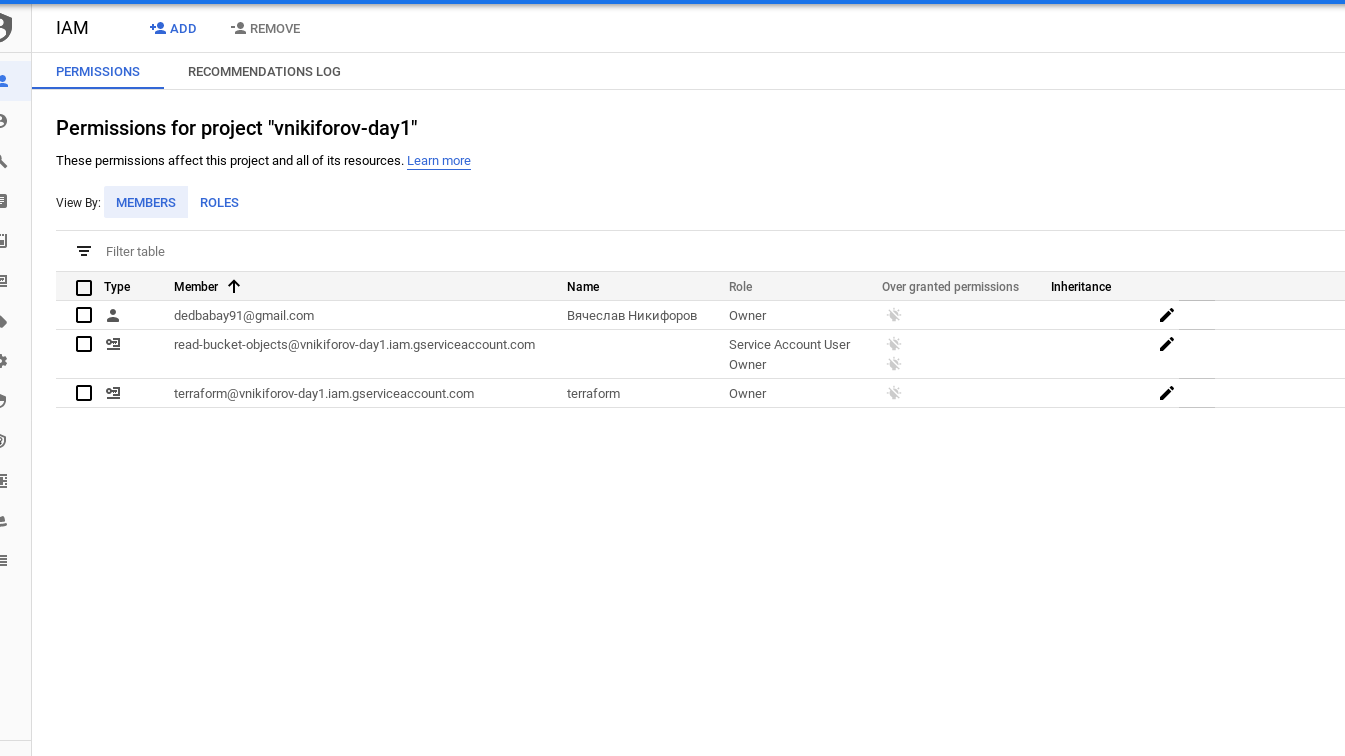 IAM ADD REMOVE
PERMISSIONS RECOMMENDATIONS LOG
Permissions for project "vnikiforov-day1"
These permissions affect this project and all of its resources. Learn more
View By: MEMBERS ROLES
Filter table
Type Member Name Role Over granted permissions Inheritance
dedbabay91@gmail.com Вячеслав Никифоров Owner
read-bucket-objects@vnikiforov-day1.iam.gserviceaccount.com Service Account User
Owner
terraform@vnikiforov-day1.iam.gserviceaccount.com terraform Owner